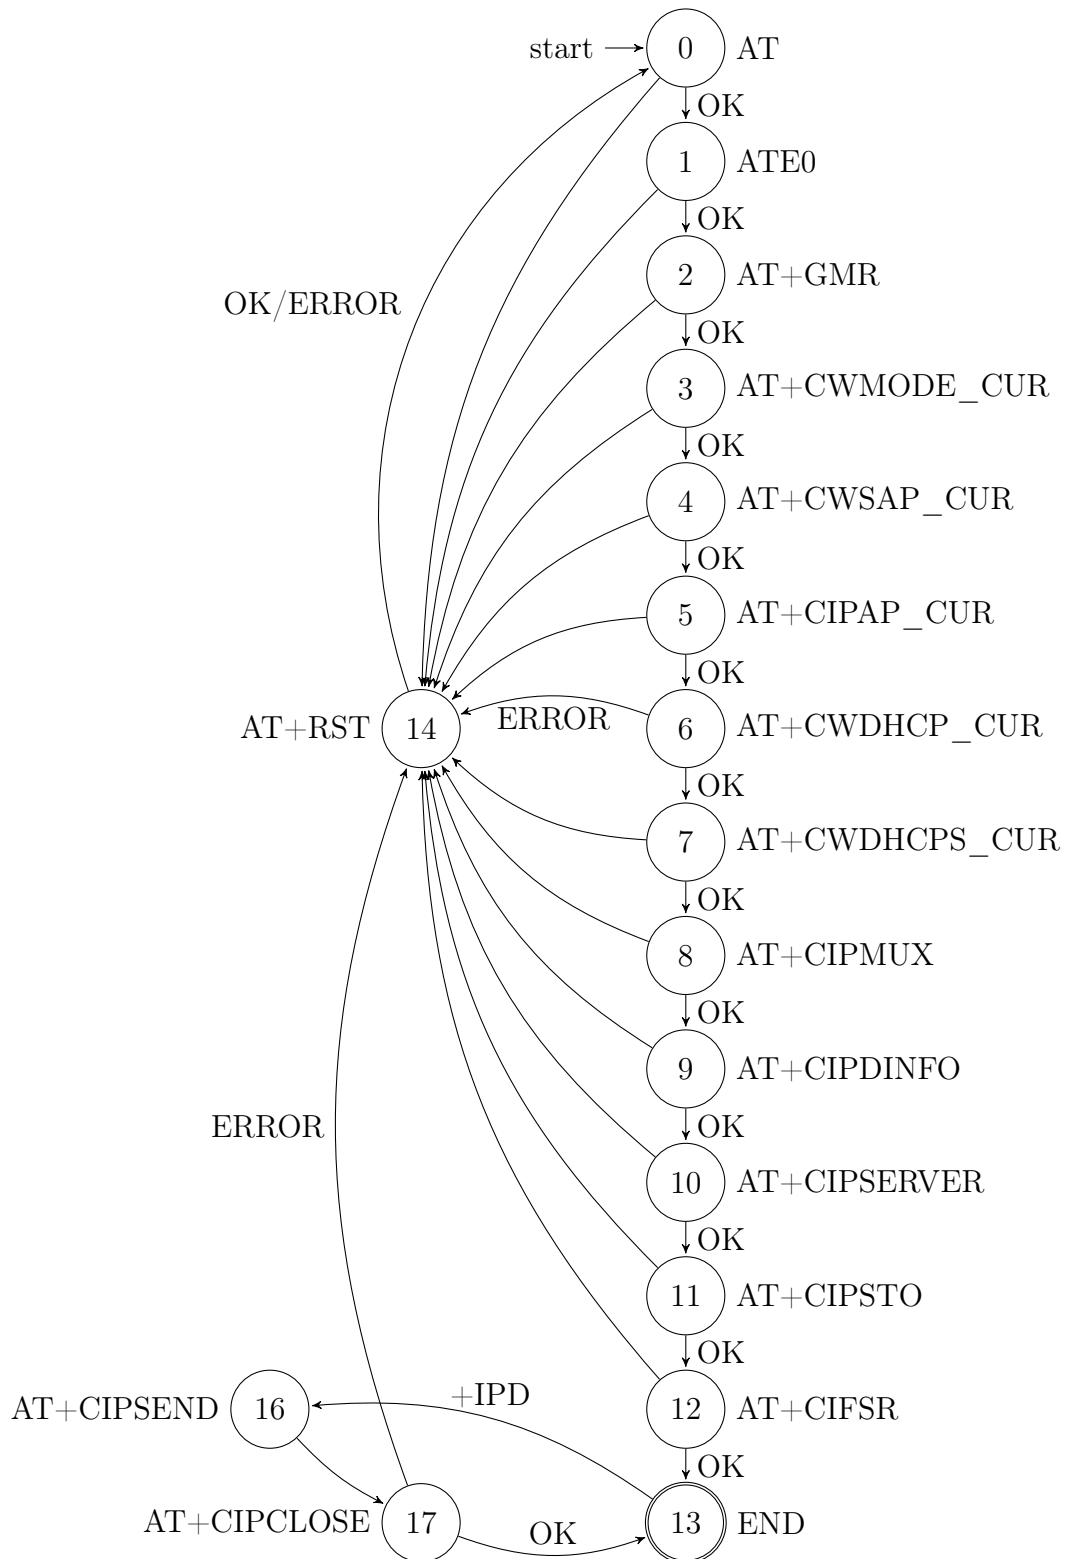 start 0 AT
OK
1 ATE0
OK
2 AT+GMR
OK/ERROR
OK
3 AT+CWMODE_CUR
OK
4 AT+CWSAP_CUR
OK
5 AT+CIPAP_CUR
OK
AT+RST 14 ERROR 6 AT+CWDHCP_CUR
OK
7 AT+CWDHCPS_CUR
OK
8 AT+CIPMUX
OK
9 AT+CIPDINFO
ERROR
OK
10 AT+CIPSERVER
OK
11 AT+CIPSTO
OK
+IPD
AT+CIPSEND 16 12 AT+CIFSR
OK
AT+CIPCLOSE 17 OK 13 END